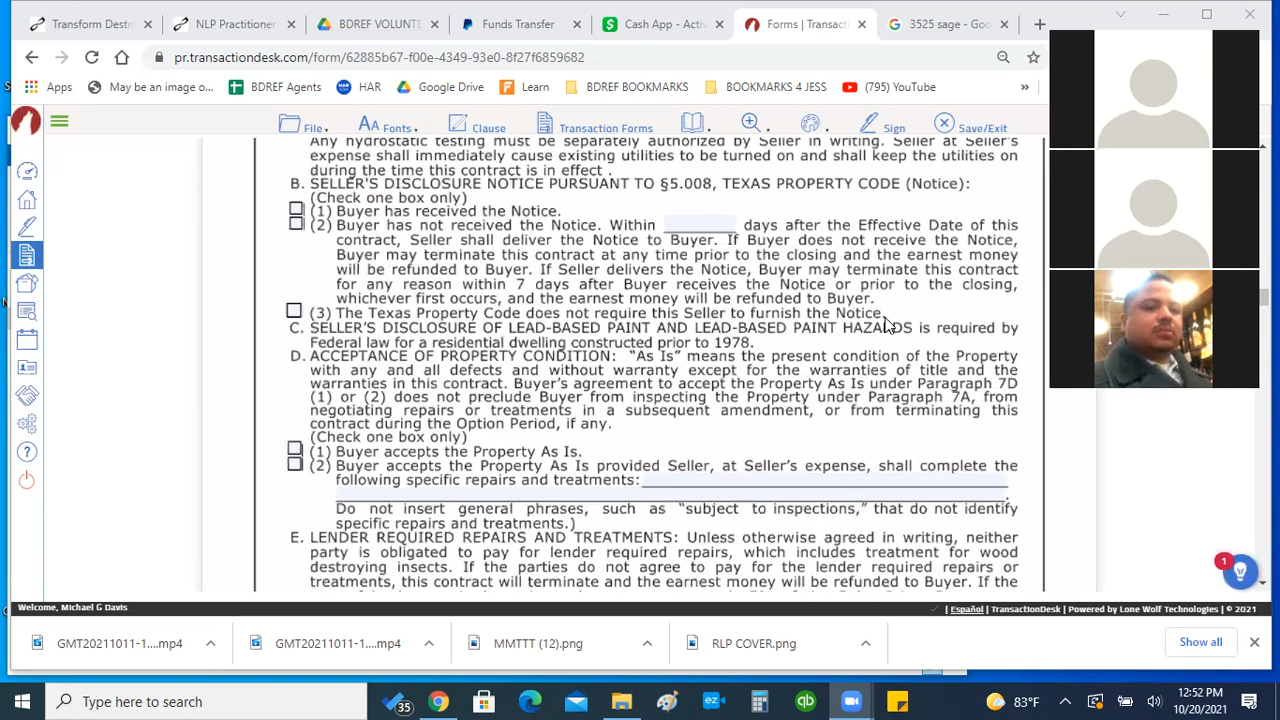 Transform Destin
NLP Practitioner
BDREF VOLUNTE
Funds Transfer
Cash App - Activ
Forms | Transact
3525 sage - Goo
pr.transactiondesk.com/form/62885b67-f00e-4349-93e0-8f27f6859682
Apps
May be an image o...
BDREF Agents
HAR
Google Drive
Learn
BDREF BOOKMARKS
BOOKMARKS 4 JESS
(795) YouTube
»
File
Fonts
Clause
Transaction Forms
Sign
Save/Exit
Any hydrostatic testing must be separately authorized by Seller in writing. Seller at Seller's
expense shall immediately cause existing utilities to be turned on and shall keep the utilities on
during the time this contract is in effect .
B. SELLER'S DISCLOSURE NOTICE PURSUANT TO §5.008, TEXAS PROPERTY CODE (Notice):
(Check one box only)
(1) Buyer has received the Notice.
(2) Buyer has not received the Notice. Within ________ days after the Effective Date of this
contract, Seller shall deliver the Notice to Buyer. If Buyer does not receive the Notice,
Buyer may terminate this contract at any time prior to the closing and the earnest money
will be refunded to Buyer. If Seller delivers the Notice, Buyer may terminate this contract
for any reason within 7 days after Buyer receives the Notice or prior to the closing,
whichever first occurs, and the earnest money will be refunded to Buyer.
(3) The Texas Property Code does not require this Seller to furnish the Notice.
C. SELLER'S DISCLOSURE OF LEAD-BASED PAINT AND LEAD-BASED PAINT HAZARDS is required by
Federal law for a residential dwelling constructed prior to 1978.
D. ACCEPTANCE OF PROPERTY CONDITION: “As Is” means the present condition of the Property
with any and all defects and without warranty except for the warranties of title and the
warranties in this contract. Buyer's agreement to accept the Property As Is under Paragraph 7D
(1) or (2) does not preclude Buyer from inspecting the Property under Paragraph 7A, from
negotiating repairs or treatments in a subsequent amendment, or from terminating this
contract during the Option Period, if any.
(Check one box only)
(1) Buyer accepts the Property As Is.
(2) Buyer accepts the Property As Is provided Seller, at Seller's expense, shall complete the
following specific repairs and treatments:
.
Do not insert general phrases, such as “subject to inspections,” that do not identify
specific repairs and treatments.)
E. LENDER REQUIRED REPAIRS AND TREATMENTS: Unless otherwise agreed in writing, neither
party is obligated to pay for lender required repairs, which includes treatment for wood
destroying insects. If the parties do not agree to pay for the lender required repairs or
treatments, this contract will terminate and the earnest money will be refunded to Buyer. If the
1
Welcome, Michael G Davis
| Español | TransactionDesk | Powered by Lone Wolf Technologies | © 2021
GMT20211011-1....mp4
GMT20211011-1....mp4
MMTTT (12).png
RLP COVER.png
Show all
Type here to search
35
ez
qb
83°F
12:52 PM
10/20/2021